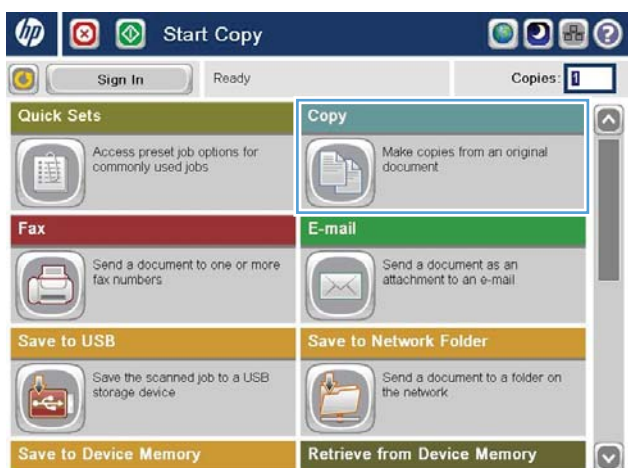 hp
Start Copy
?
Sign In
Ready
Copies: 1
Quick Sets
Access preset job options for
commonly used jobs
Copy
Make copies from an original
document
Fax
Send a document to one or more
fax numbers
E-mail
Send a document as an
attachment to an e-mail
Save to USB
Save the scanned job to a USB
storage device
Save to Network Folder
Send a document to a folder on
the network
Save to Device Memory
Retrieve from Device Memory